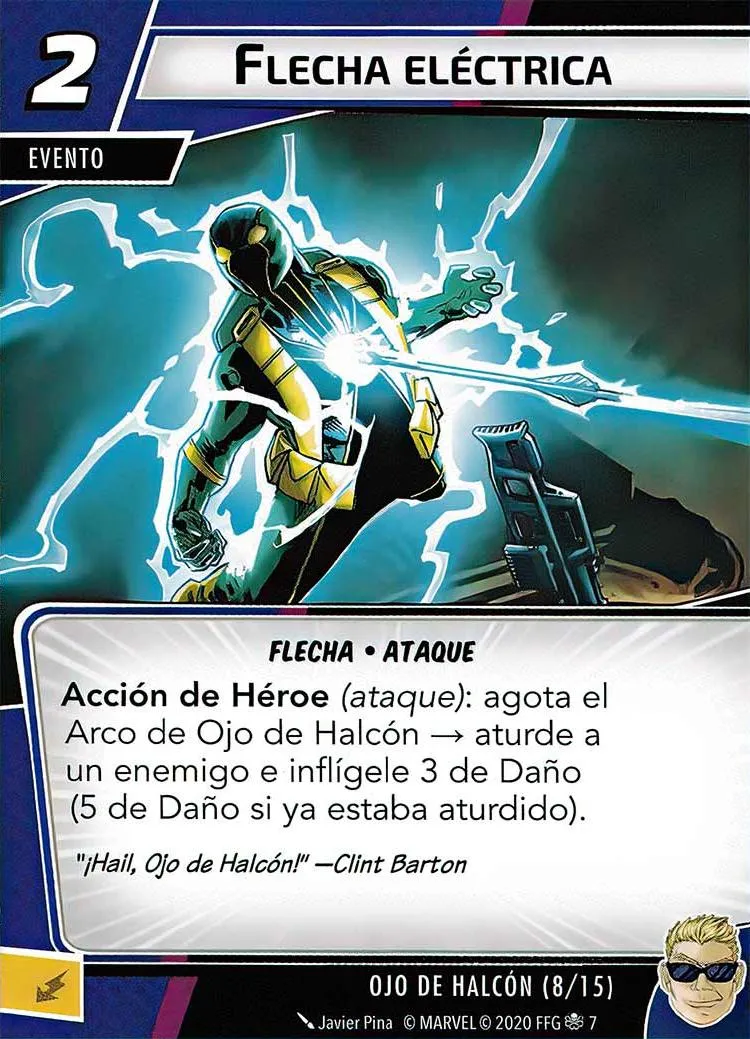 2
FLECHA ELÉCTRICA
EVENTO
FLECHA • ATAQUE
Acción de Héroe (ataque): agota el
Arco de Ojo de Halcón → aturde a
un enemigo e inflígele 3 de Daño
(5 de Daño si ya estaba aturdido).
"¡Hail, Ojo de Halcón!" —Clint Barton
OJO DE HALCÓN (8/15)
Javier Pina © MARVEL © 2020 FFG 7